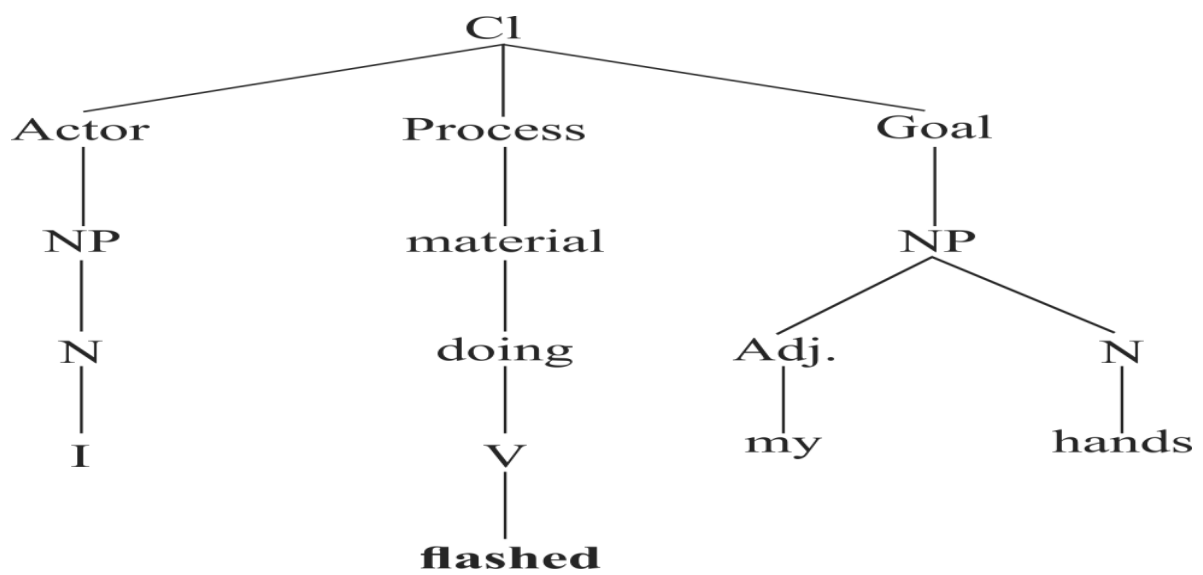 Cl
Actor Process Goal
NP material NP
N doing Adj. N
I V my hands
flashed